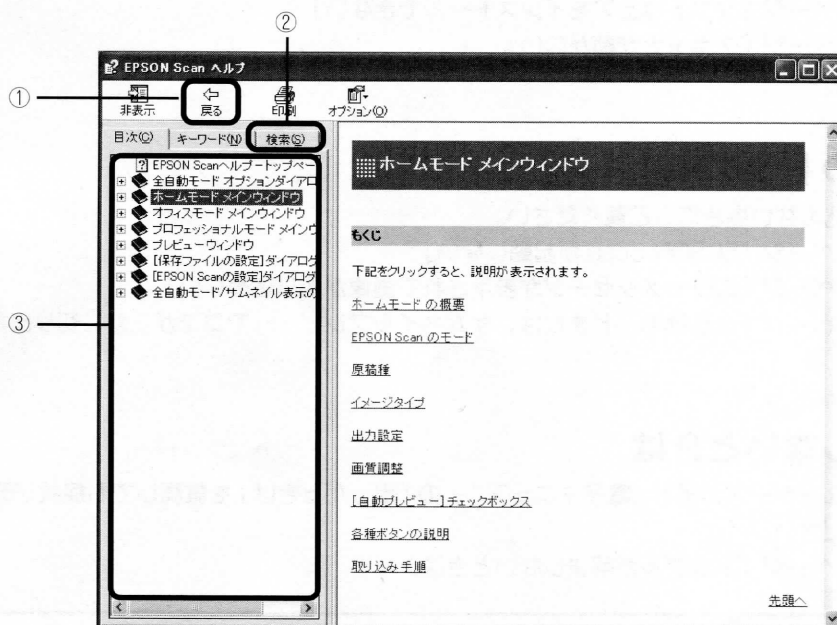 ②
EPSON Scan ヘルプ
①
非表示 戻る 印刷 オプション(O)
目次(C) キーワード(N) 検索(S)
EPSON Scanヘルプートップペー
全自動モード オプションダイアロ
ホームモード メインウィンドウ
オフィスモード メインウィンドウ
プロフェッショナルモード メインウ
プレビューウィンドウ
[保存ファイルの設定]ダイアログ
[EPSON Scanの設定]ダイアログ
全自動モード/サムネイル表示の
③
ホームモード メインウィンドウ
もくじ
下記をクリックすると、説明が表示されます。
ホームモード の概要
EPSON Scan のモード
原稿種
イメージタイプ
出力設定
画質調整
[自動プレビュー]チェックボックス
各種ボタンの説明
取り込み手順
先頭へ